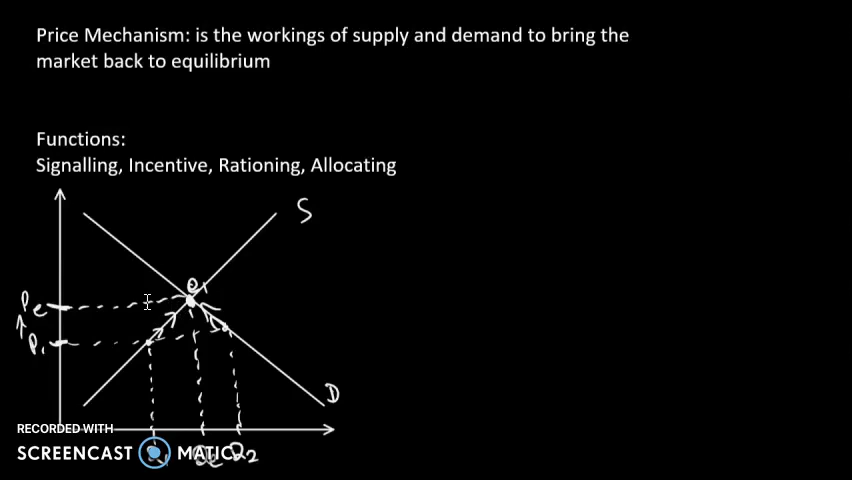 Price Mechanism: is the workings of supply and demand to bring the
market back to equilibrium
Functions:
Signalling, Incentive, Rationing, Allocating
S
Pe
P1
D
RECORDED WITH
SCREENCAST MATIC
Q2